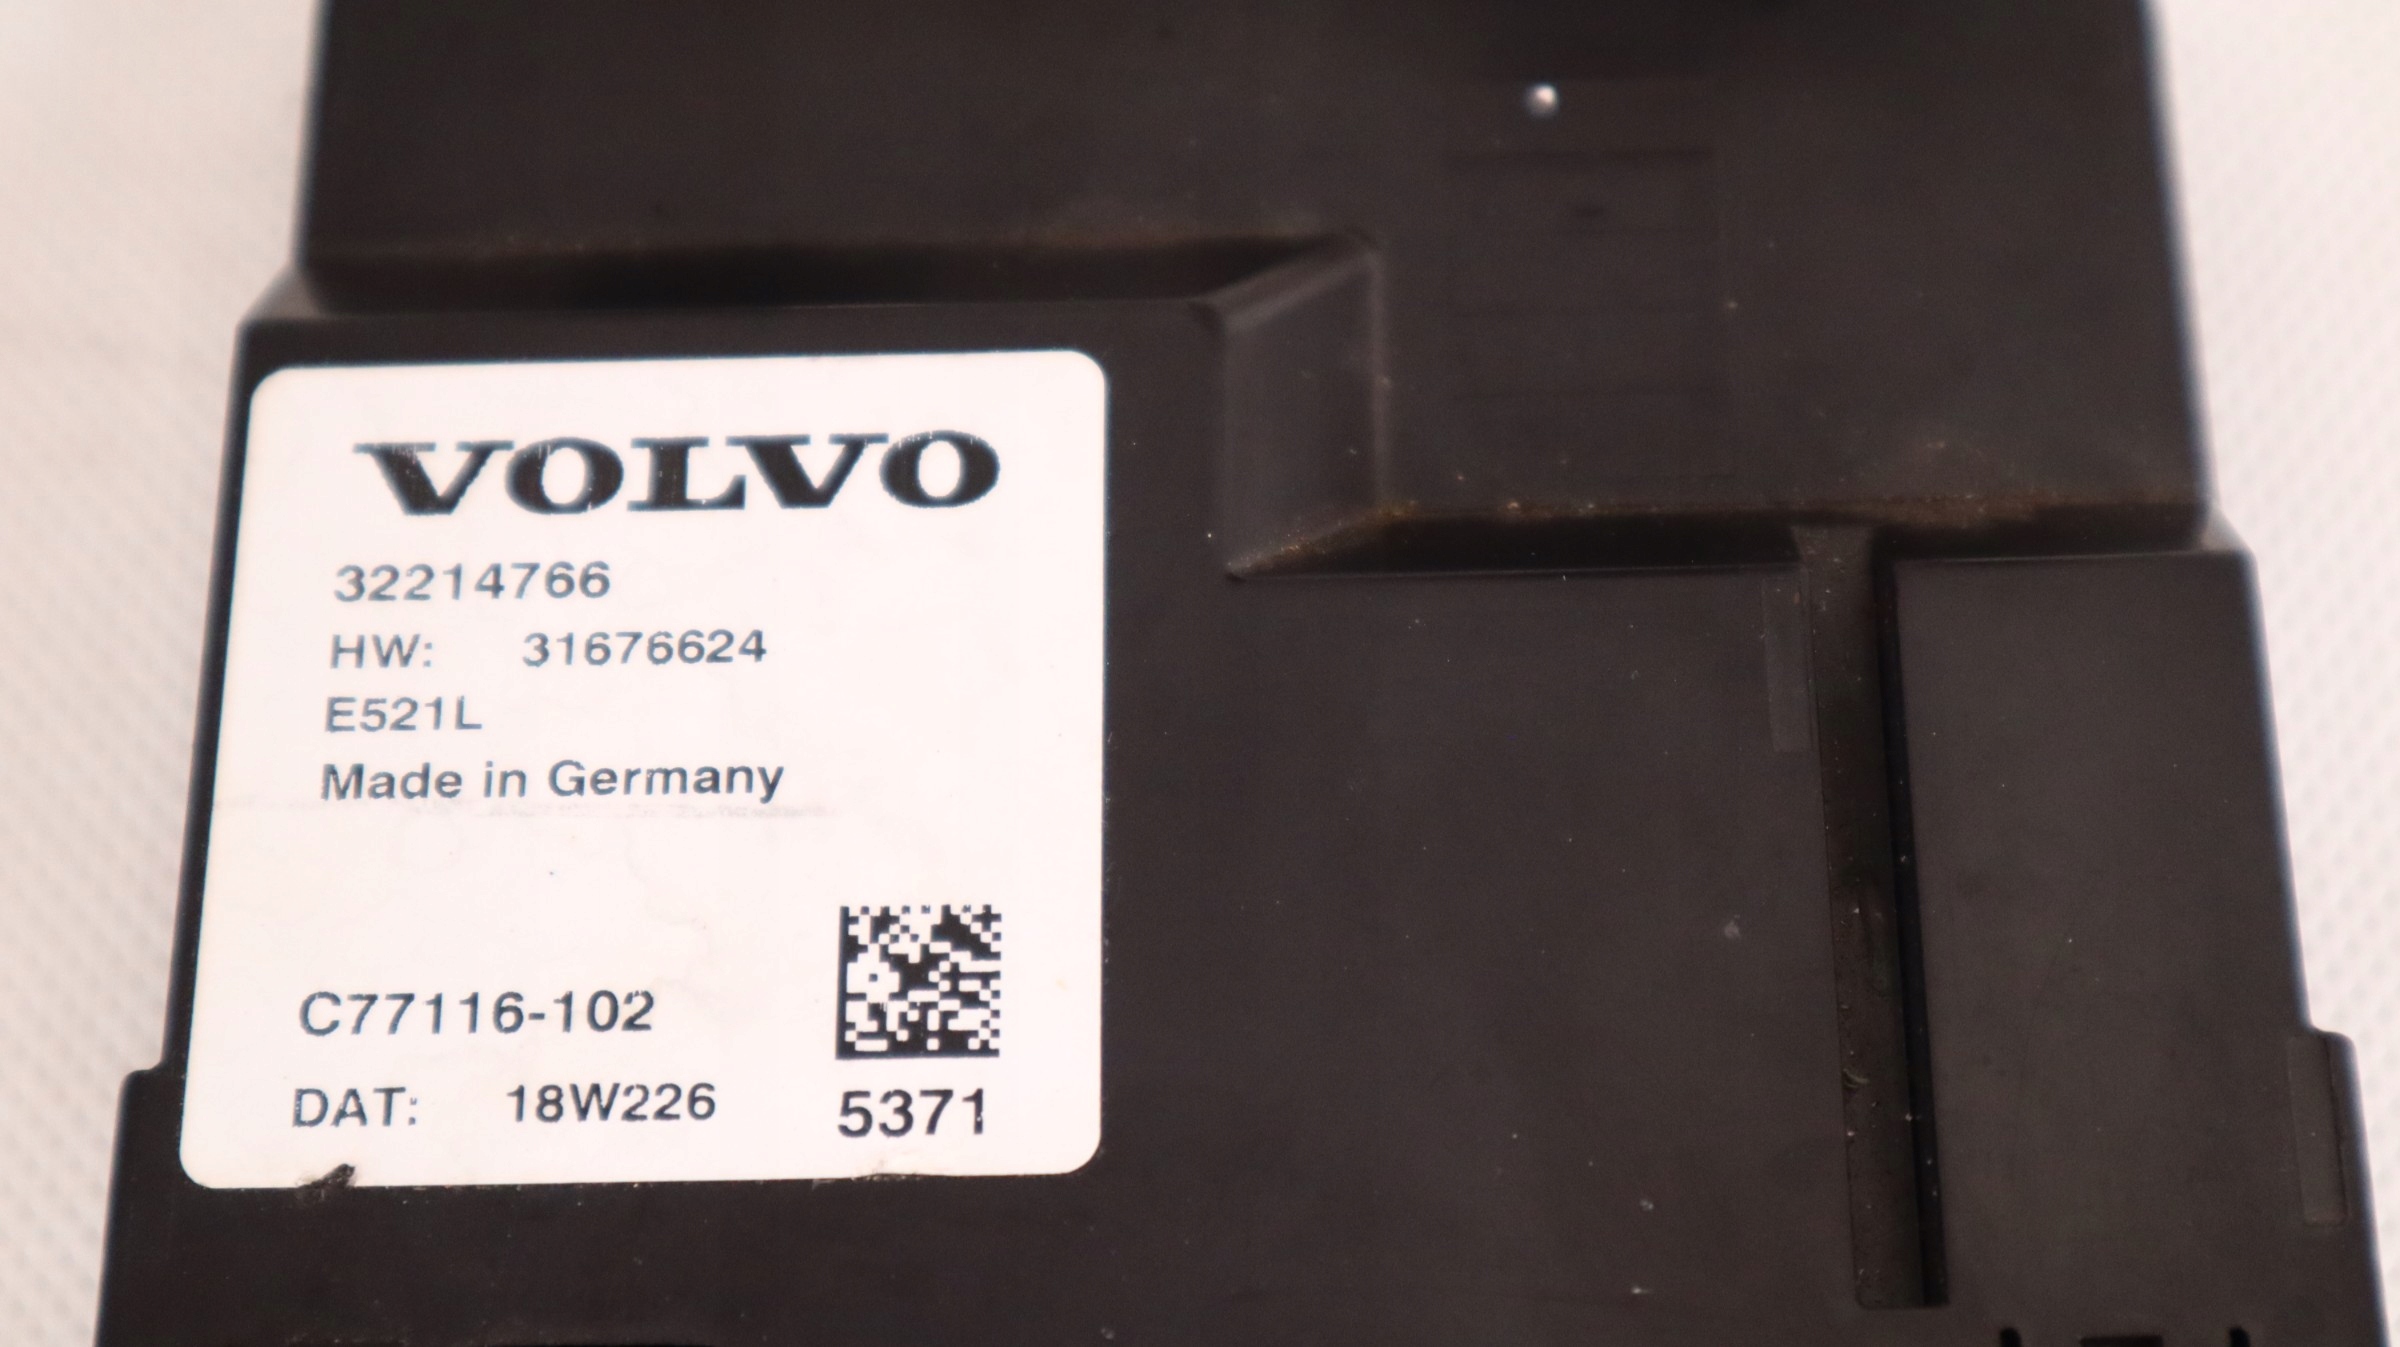 VOLVO
32214766
HW: 31676624
E521L
Made in Germany
C77116-102
DAT: 18W226
5371